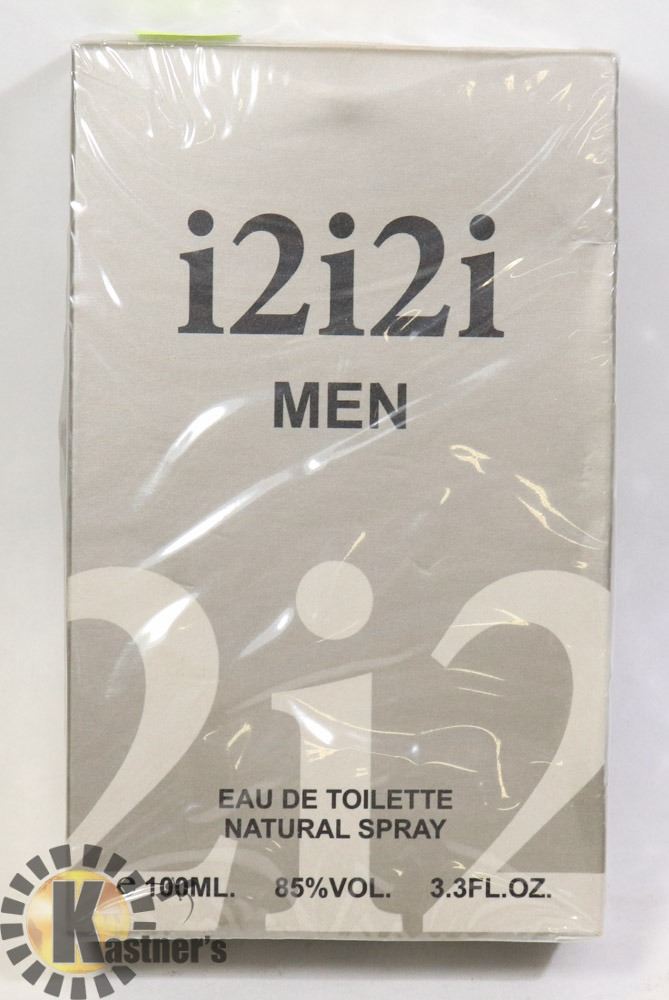 i2i2i
MEN
2i2
EAU DE TOILETTE
NATURAL SPRAY
℮ 100ML. 85%VOL. 3.3FL.OZ.
Kastner's